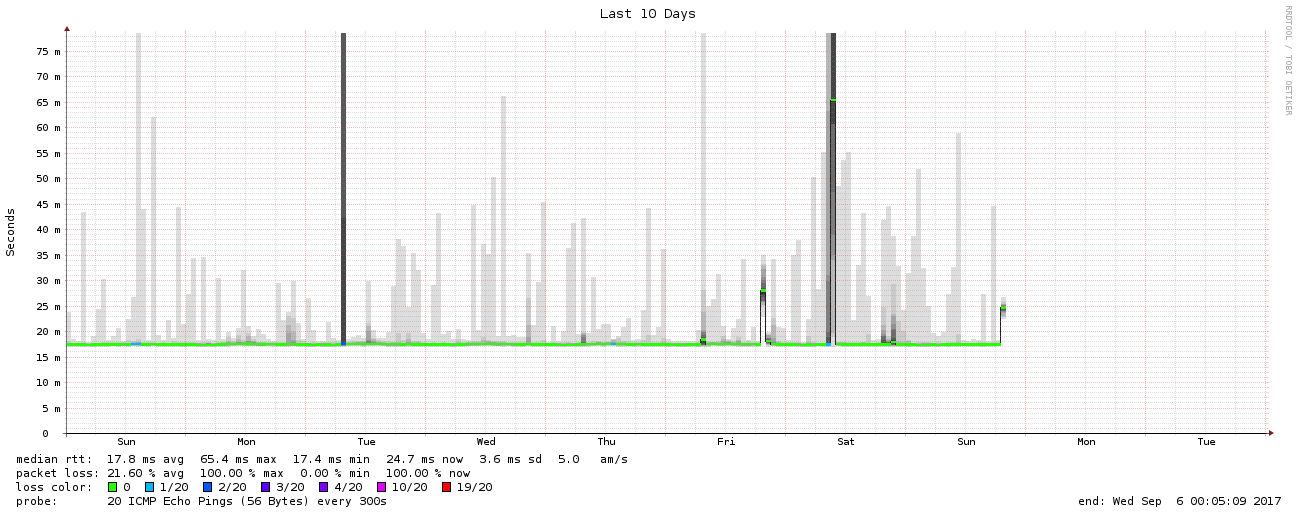 Last 10 Days
RRDTOOL / TOBI OETIKER
Seconds
75 m
70 m
65 m
60 m
55 m
50 m
45 m
40 m
35 m
30 m
25 m
20 m
15 m
10 m
5 m
0
Sun Mon Tue Wed Thu Fri Sat Sun Mon Tue
median rtt: 17.8 ms avg 65.4 ms max 17.4 ms min 24.7 ms now 3.6 ms sd 5.0 am/s
packet loss: 21.60 % avg 100.00 % max 0.00 % min 100.00 % now
loss color: 0 1/20 2/20 3/20 4/20 10/20 19/20
probe: 20 ICMP Echo Pings (56 Bytes) every 300s end: Wed Sep 6 00:05:09 2017